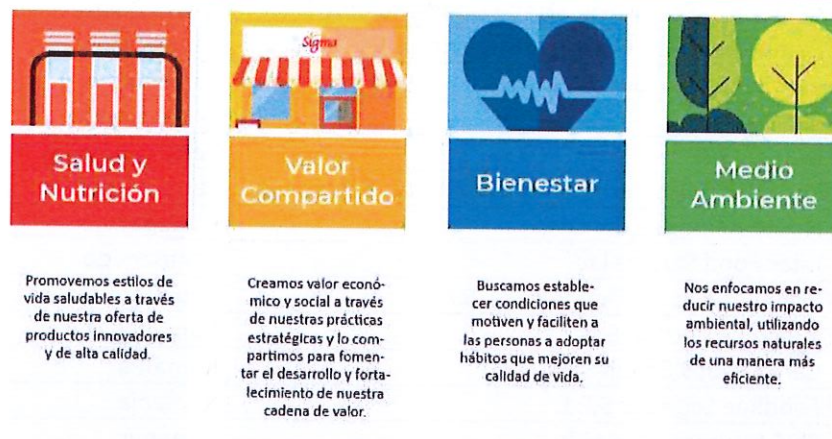 Sigma
Salud y
Nutrición
Promovemos estilos de
vida saludables a través
de nuestra oferta de
productos innovadores
y de alta calidad.
Valor
Compartido
Creamos valor econó-
mico y social a través
de nuestras prácticas
estratégicas y lo com-
partimos para fomen-
tar el desarrollo y forta-
lecimiento de nuestra
cadena de valor.
Bienestar
Buscamos estable-
cer condiciones que
motiven y faciliten a
las personas a adoptar
hábitos que mejoren su
calidad de vida.
Medio
Ambiente
Nos enfocamos en re-
ducir nuestro impacto
ambiental, utilizando
los recursos naturales
de una manera más
eficiente.